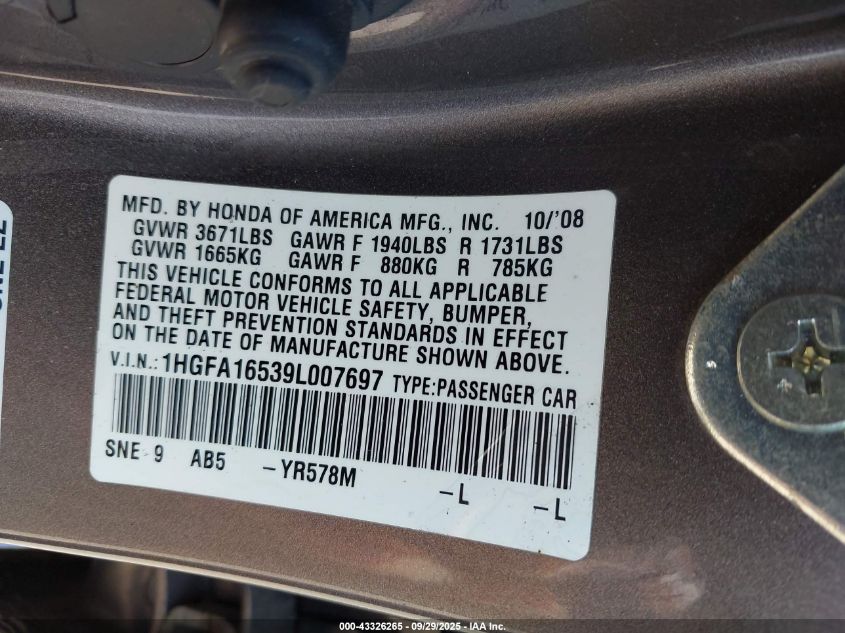 MFD. BY HONDA OF AMERICA MFG., INC. 10/'08
GVWR 3671LBS GAWR F 1940LBS R 1731LBS
GVWR 1665KG GAWR F 880KG R 785KG
THIS VEHICLE CONFORMS TO ALL APPLICABLE
FEDERAL MOTOR VEHICLE SAFETY, BUMPER,
AND THEFT PREVENTION STANDARDS IN EFFECT
ON THE DATE OF MANUFACTURE SHOWN ABOVE.
V.I.N.: 1HGFA16539L007697 TYPE:PASSENGER CAR
SNE 9 AB5 -YR578M -L -L
000-43326265 - 09/29/2025 - IAA Inc.